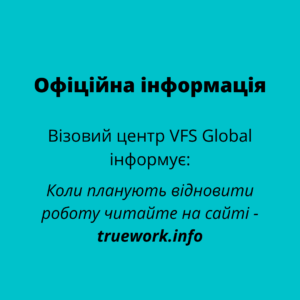 Офіційна інформація
Візовий центр VFS Global
інформує:
Коли планують відновити
роботу читайте на сайті -
truework.info